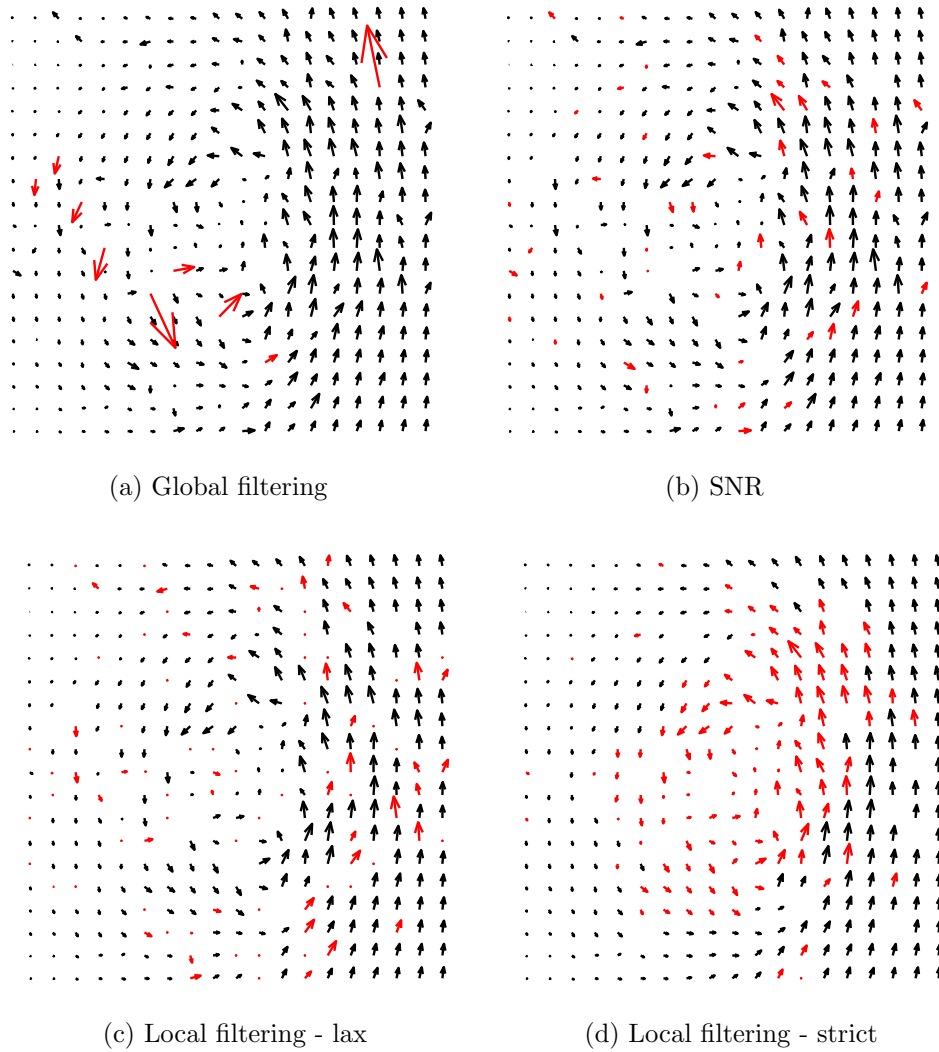 (a) Global filtering
(b) SNR
(c) Local filtering - lax
(d) Local filtering - strict